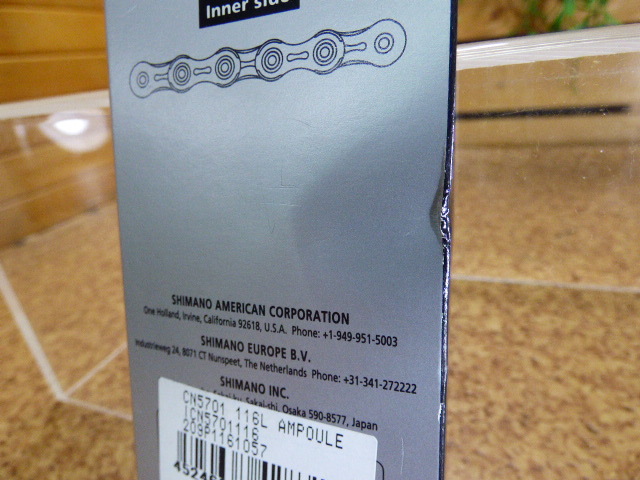 Inner side
SHIMANO AMERICAN CORPORATION
One Holland, Irvine, California 92618, U.S.A. Phone: +1-949-951-5003
SHIMANO EUROPE B.V.
Industrieweg 24, 8071 CT Nunspeet, The Netherlands Phone: +31-341-272222
SHIMANO INC.
Sakai-shi, Osaka 590-8577, Japan
CN5701 116L AMPOULE
ICN5701116